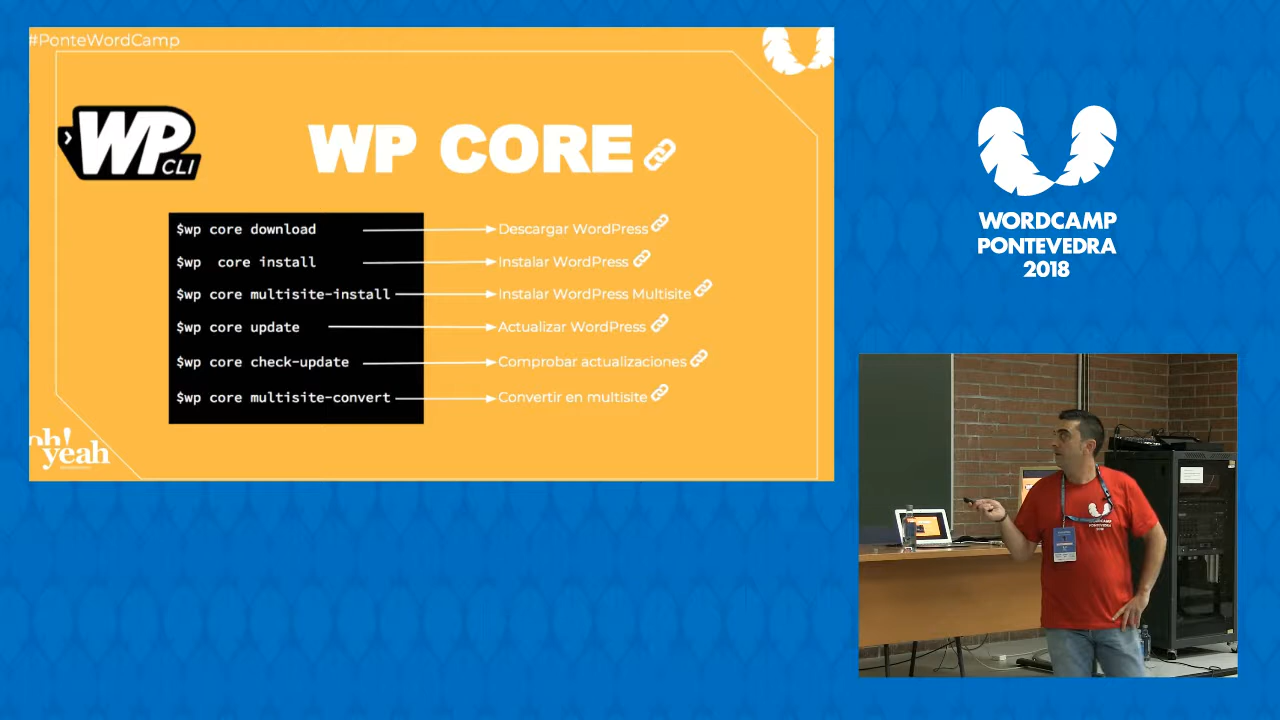 #PonteWordCamp
WP
CLI
WP CORE
$wp core download
Descargar WordPress
$wp  core install
Instalar WordPress
$wp core multisite-install
Instalar WordPress Multisite
$wp core update
Actualizar WordPress
$wp core check-update
Comprobar actualizaciones
$wp core multisite-convert
Convertir en multisite
oh!
yeah
WORDCAMP
PONTEVEDRA
2018